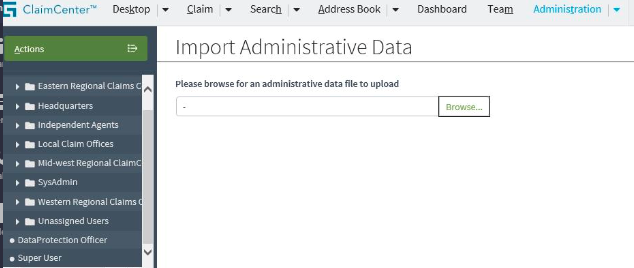 ClaimCenter™ Desktop Claim Search Address Book Dashboard Team Administration
Actions
Import Administrative Data
Please browse for an administrative data file to upload
- Browse...
Eastern Regional Claims C
Headquarters
Independent Agents
Local Claim Offices
Mid-west Regional ClaimC
SysAdmin
Western Regional Claims C
Unassigned Users
DataProtection Officer
Super User